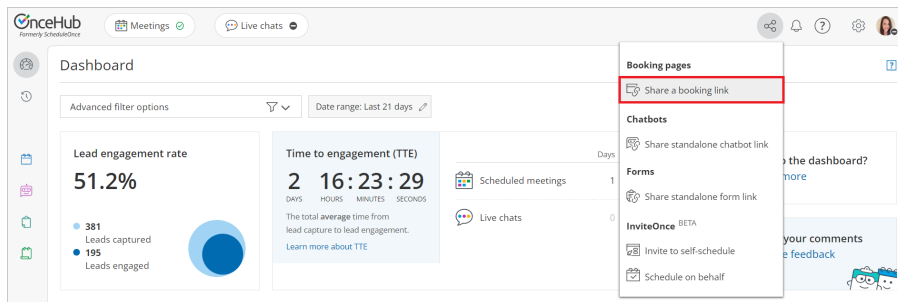 OnceHub
Formerly ScheduleOnce
Meetings
Live chats
?
Dashboard
?
Advanced filter options
Date range: Last 21 days
Lead engagement rate
51.2%
381
Leads captured
195
Leads engaged
Time to engagement (TTE)
2 16 : 23 : 29
DAYS HOURS MINUTES SECONDS
The total average time from
lead capture to lead engagement.
Learn more about TTE
Days
Scheduled meetings 1
Live chats 0
Booking pages
Share a booking link
Chatbots
Share standalone chatbot link
Forms
Share standalone form link
InviteOnce BETA
Invite to self-schedule
Schedule on behalf
the dashboard?
more
your comments
feedback